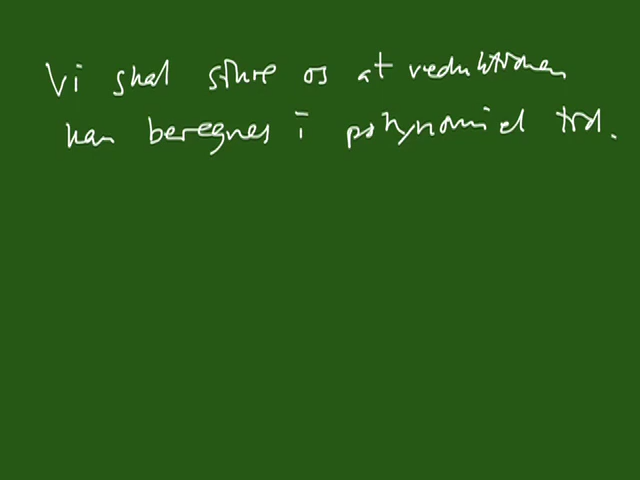 Vi skal sikre os at reduktionen
kan beregnes i polynomiel tid.